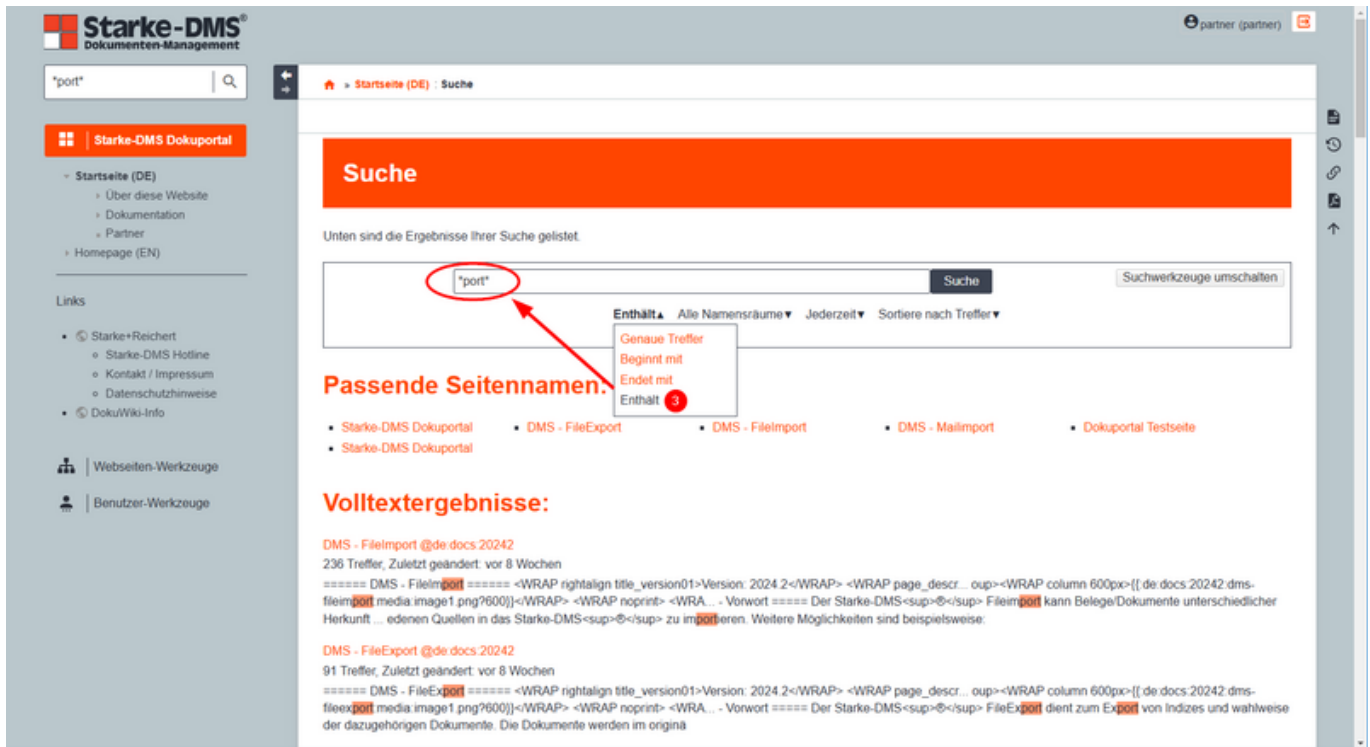 Starke-DMS®
Dokumenten-Management
partner (partner)
*port*
» Startseite (DE) : Suche
Starke-DMS Dokuportal
Startseite (DE)
Über diese Website
Dokumentation
Partner
Homepage (EN)
Links
Starke+Reichert
Starke-DMS Hotline
Kontakt / Impressum
Datenschutzhinweise
DokuWiki-Info
Webseiten-Werkzeuge
Benutzer-Werkzeuge
Suche
Unten sind die Ergebnisse Ihrer Suche gelistet.
*port* Suche Suchwerkzeuge umschalten
Enthält▲ Alle Namensräume▼ Jederzeit▼ Sortiere nach Treffer▼
Genaue Treffer
Beginnt mit
Endet mit
Enthält 3
Passende Seitennamen:
Starke-DMS Dokuportal DMS - FileExport DMS - FileImport DMS - Mailimport Dokuportal Testseite
Starke-DMS Dokuportal
Volltextergebnisse:
DMS - FileImport @de:docs:20242
236 Treffer, Zuletzt geändert: vor 8 Wochen
====== DMS - FileImport ====== <WRAP rightalign title_version01>Version: 2024.2</WRAP> <WRAP page_descr... oup><WRAP column 600px>{{:de:docs:20242:dms-
fileimport:media:image1.png?600}}</WRAP> <WRAP noprint> <WRA... - Vorwort ===== Der Starke-DMS<sup>®</sup> Fileimport kann Belege/Dokumente unterschiedlicher
Herkunft ... edenen Quellen in das Starke-DMS<sup>®</sup> zu importieren. Weitere Möglichkeiten sind beispielsweise:
DMS - FileExport @de:docs:20242
91 Treffer, Zuletzt geändert: vor 8 Wochen
====== DMS - FileExport ====== <WRAP rightalign title_version01>Version: 2024.2</WRAP> <WRAP page_descr... oup><WRAP column 600px>{{:de:docs:20242:dms-
fileexport:media:image1.png?600}}</WRAP> <WRAP noprint> <WRA... - Vorwort ===== Der Starke-DMS<sup>®</sup> FileExport dient zum Export von Indizes und wahlweise
der dazugehörigen Dokumente. Die Dokumente werden im originä